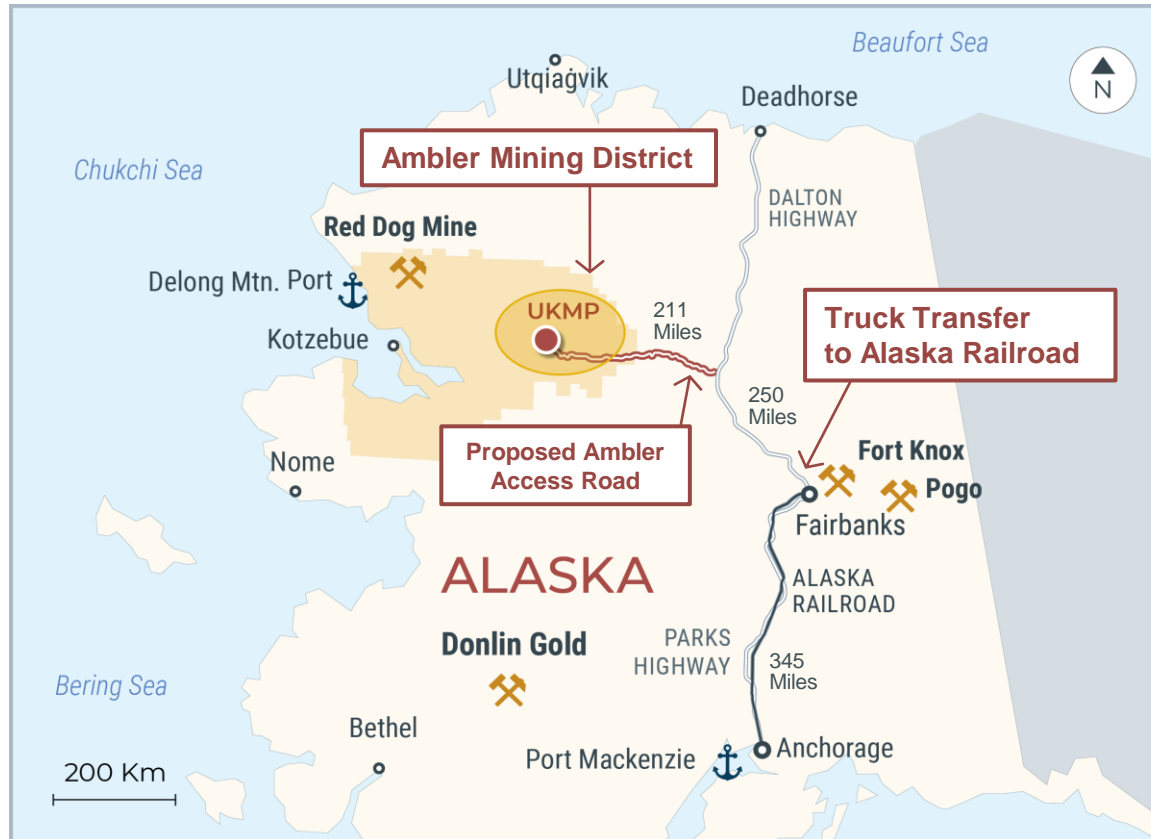 Beaufort Sea
N
Utqiaġvik
Deadhorse
Ambler Mining District
Chukchi Sea
DALTON
HIGHWAY
Red Dog Mine
Delong Mtn. Port
UKMP
211
Miles
Truck Transfer
to Alaska Railroad
Kotzebue
250
Miles
Proposed Ambler
Access Road
Fort Knox
Pogo
Nome
Fairbanks
ALASKA
ALASKA
RAILROAD
Donlin Gold
PARKS
HIGHWAY
345
Miles
Bering Sea
Bethel
Port Mackenzie
Anchorage
200 Km